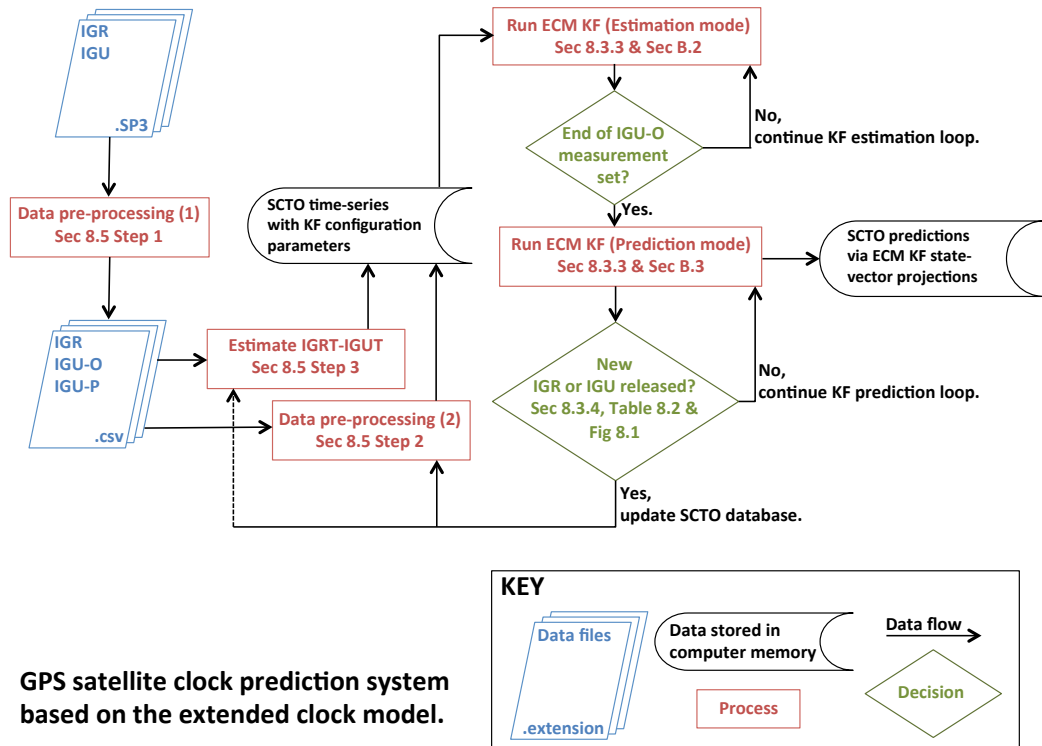 IGR
IGU
.SP3
Data pre-processing (1)
Sec 8.5 Step 1
IGR
IGU-O
IGU-P
.csv
Estimate IGRT-IGUT
Sec 8.5 Step 3
Data pre-processing (2)
Sec 8.5 Step 2
SCTO time-series
with KF configuration
parameters
Run ECM KF (Estimation mode)
Sec 8.3.3 & Sec B.2
End of IGU-O
measurement
set?
No,
continue KF estimation loop.
Yes.
Run ECM KF (Prediction mode)
Sec 8.3.3 & Sec B.3
SCTO predictions
via ECM KF state-
vector projections
New
IGR or IGU released?
Sec 8.3.4, Table 8.2 &
Fig 8.1
No,
continue KF prediction loop.
Yes,
update SCTO database.
GPS satellite clock prediction system
based on the extended clock model.
KEY
Data files
.extension
Data stored in
computer memory
Process
Data flow
Decision